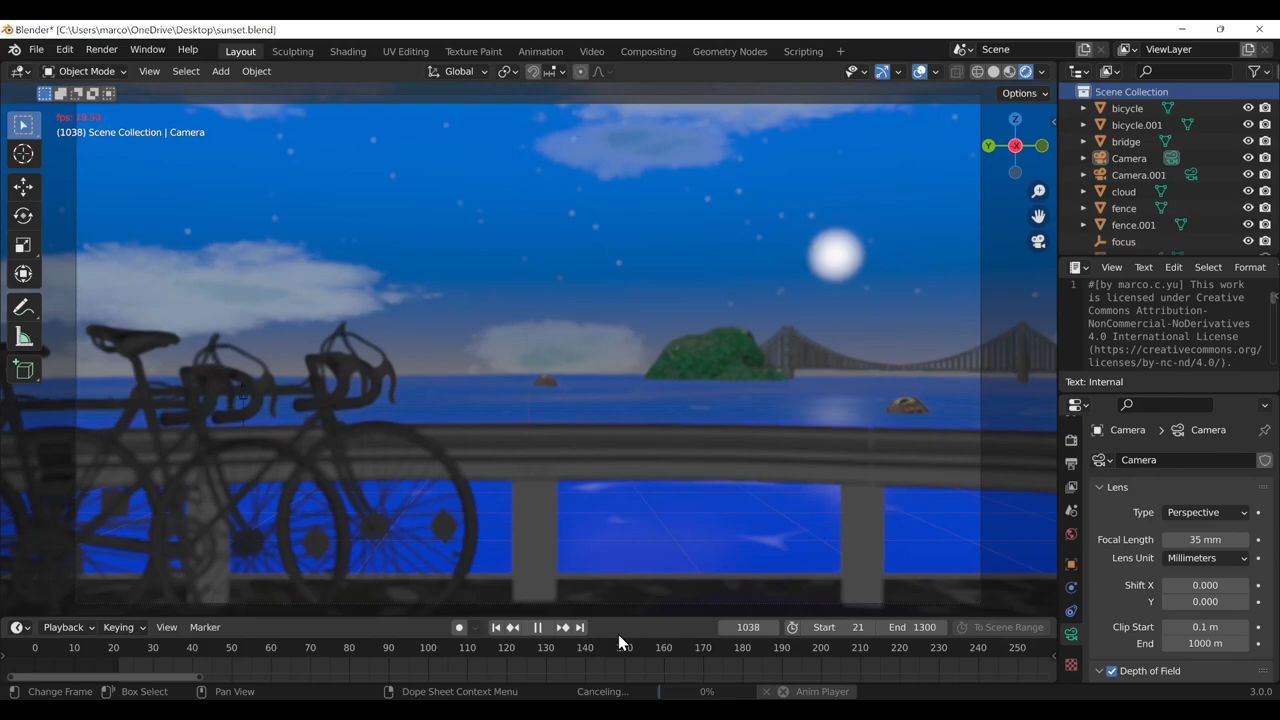 Blender* [C:\Users\marco\OneDrive\Desktop\sunset.blend]
File Edit Render Window Help Layout Sculpting Shading UV Editing Texture Paint Animation Video Compositing Geometry Nodes Scripting + Scene ViewLayer
Object Mode View Select Add Object Global
Options
Scene Collection
bicycle
bicycle.001
bridge
Camera
Camera.001
cloud
fence
fence.001
focus
(1038) Scene Collection | Camera
Z
Y
X
View Text Edit Select Format
1 #[by marco.c.yu] This work
is licensed under Creative
Commons Attribution-
NonCommercial-NoDerivatives
4.0 International License
(https://creativecommons.org/
licenses/by-nc-nd/4.0/).
Text: Internal
Camera > Camera
Camera
Lens
Type Perspective
Focal Length 35 mm
Lens Unit Millimeters
Shift X 0.000
Y 0.000
Clip Start 0.1 m
End 1000 m
Depth of Field
Playback Keying View Marker 1038 Start 21 End 1300 To Scene Range
0 10 20 30 40 50 60 70 80 90 100 110 120 130 140 150 160 170 180 190 200 210 220 230 240 250
Change Frame Box Select Pan View Dope Sheet Context Menu Canceling... 0% Anim Player 3.0.0